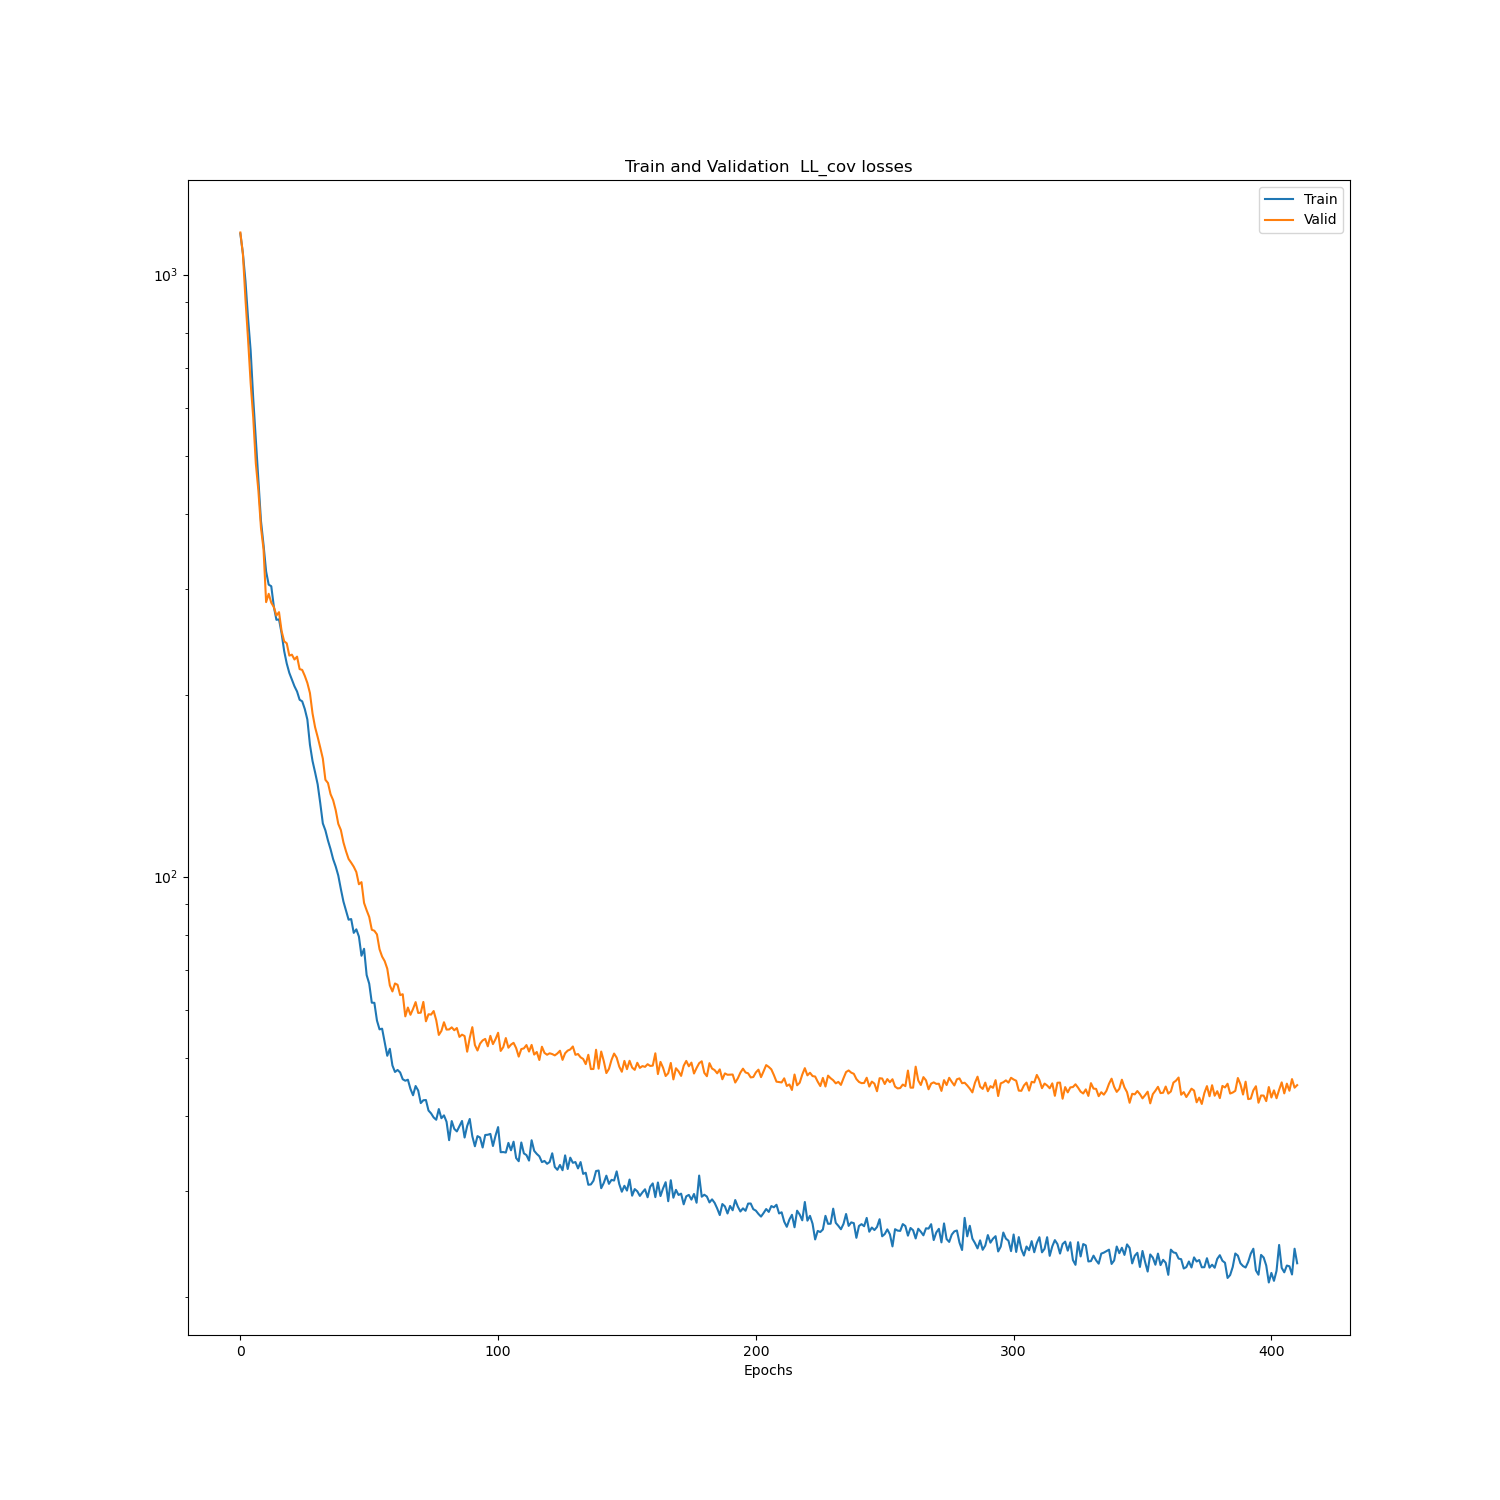 Train and Validation  LL_cov losses
Train
Valid
10³
10²
0 100 200 300 400
Epochs